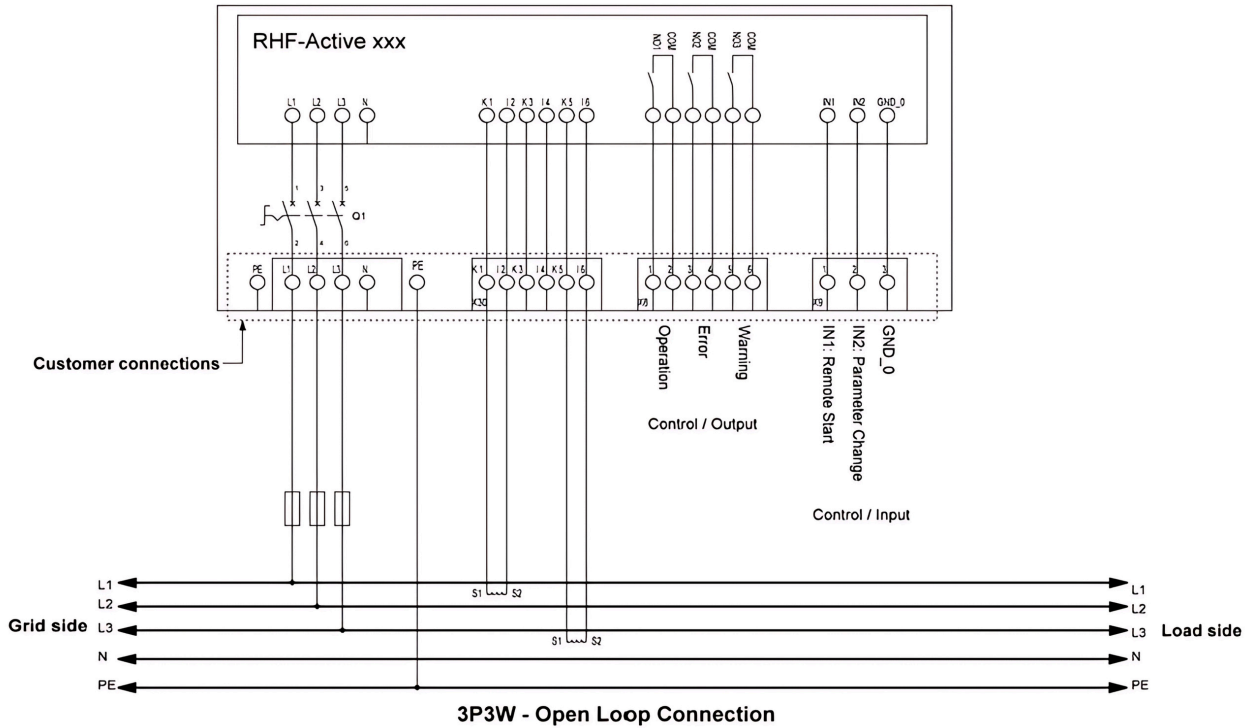 RHF-Active xxx
NO1 COM NO2 COM NO3 COM
L1 L2 L3 N K1 I2 K3 I4 K5 I6 IN1 IN2 GND_0
1 3 5
Q1
2 4 6
PE L1 L2 L3 N PE K1 I2 K3 I4 K5 I6 1 2 3 4 5 6 1 2 3
X30 X9
Customer connections
Operation
Error
Warning
IN1: Remote Start
IN2: Parameter Change
GND_0
Control / Output
Control / Input
L1 S1 S2 L1
L2 L2
Grid side L3 S1 S2 L3 Load side
N N
PE PE
3P3W - Open Loop Connection